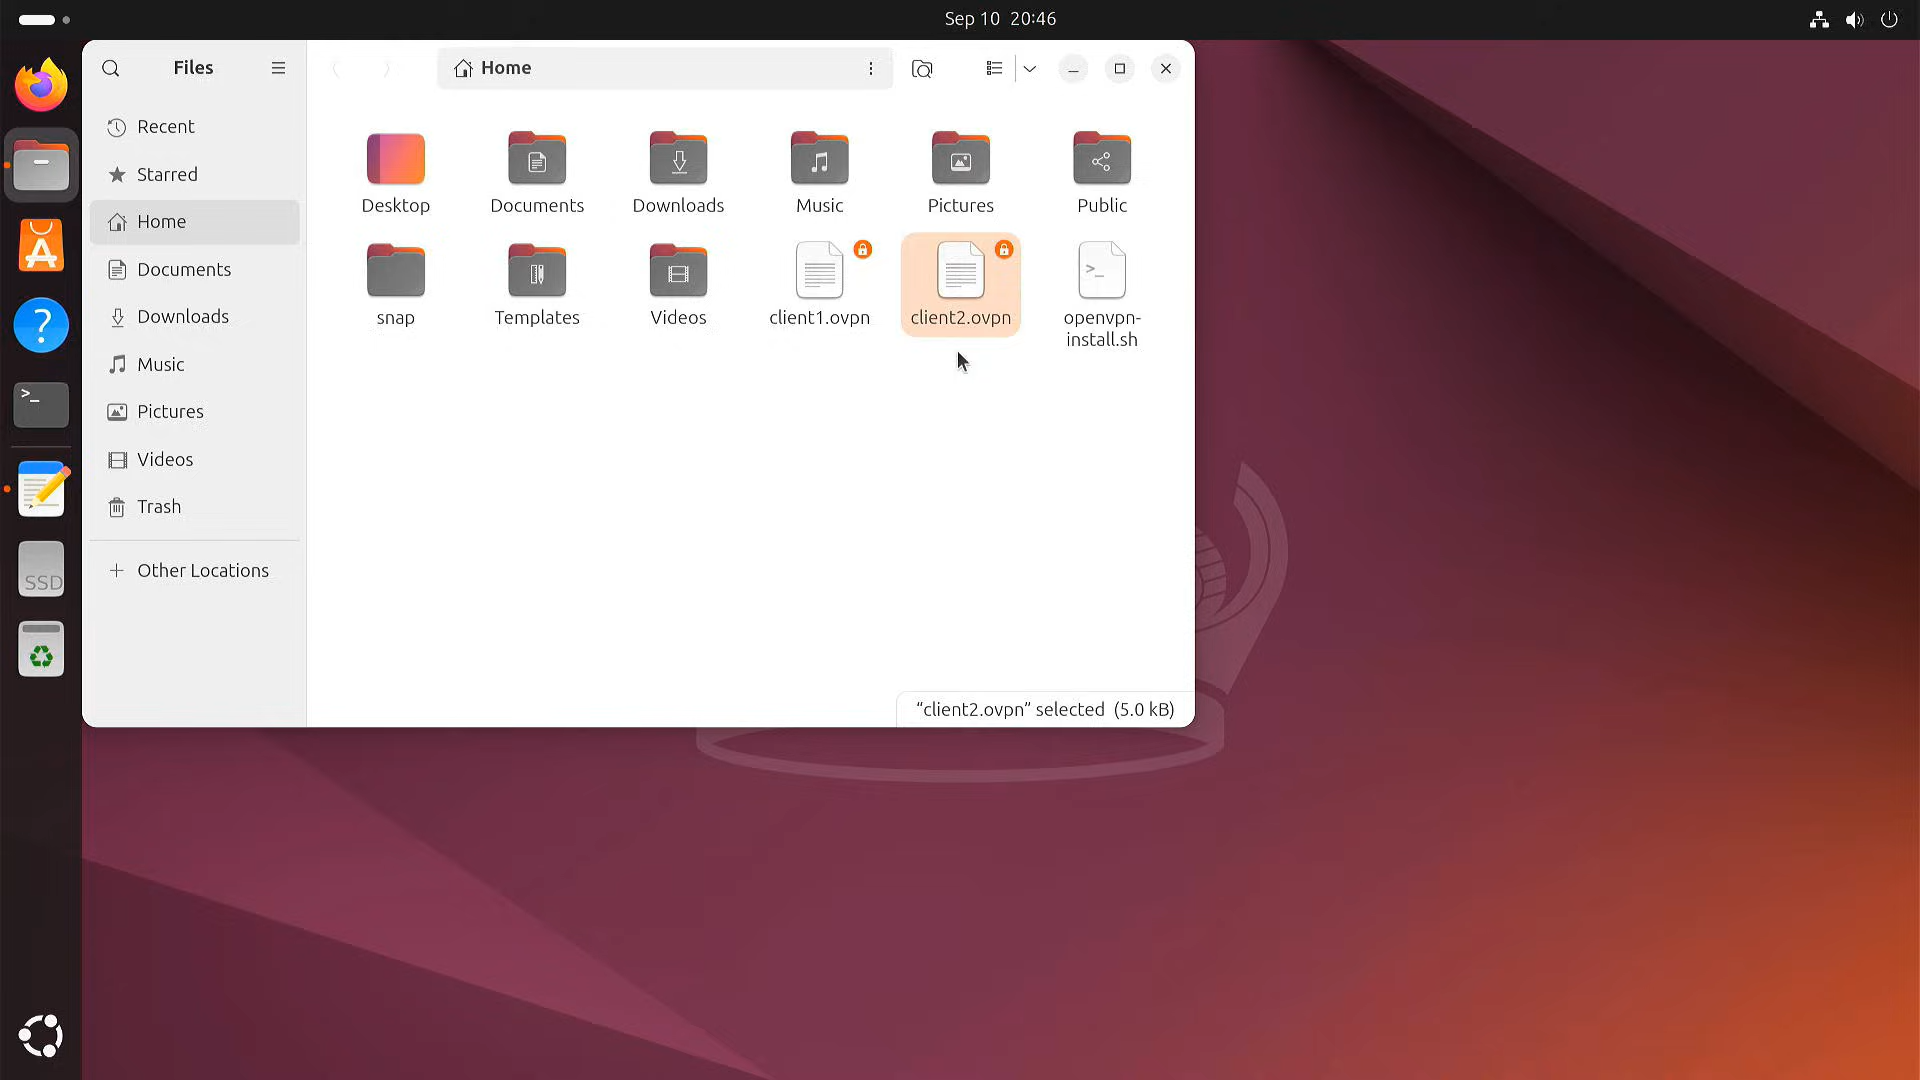 Sep 10 20:46
Files
Home
Recent
Starred
Home
Documents
Downloads
Music
Pictures
Videos
Trash
Other Locations
Desktop
Documents
Downloads
Music
Pictures
Public
snap
Templates
Videos
client1.ovpn
client2.ovpn
openvpn-
install.sh
“client2.ovpn” selected (5.0 kB)
SSD